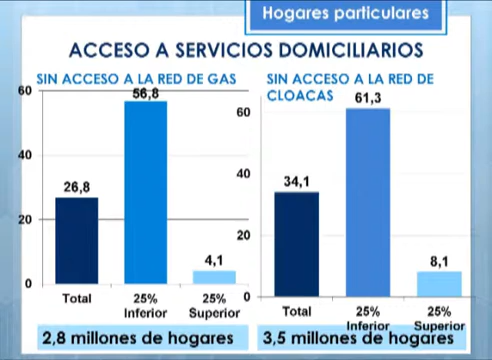 Hogares particulares
ACCESO A SERVICIOS DOMICILIARIOS
SIN ACCESO A LA RED DE GAS
60
40
20
0
56,8
26,8
4,1
Total
25% Inferior
25% Superior
2,8 millones de hogares
SIN ACCESO A LA RED DE
CLOACAS
60
40
20
0
61,3
34,1
8,1
Total
25% Inferior
25% Superior
3,5 millones de hogares